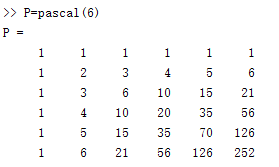 >> P=pascal(6)
P =
1 1 1 1 1 1
1 2 3 4 5 6
1 3 6 10 15 21
1 4 10 20 35 56
1 5 15 35 70 126
1 6 21 56 126 252